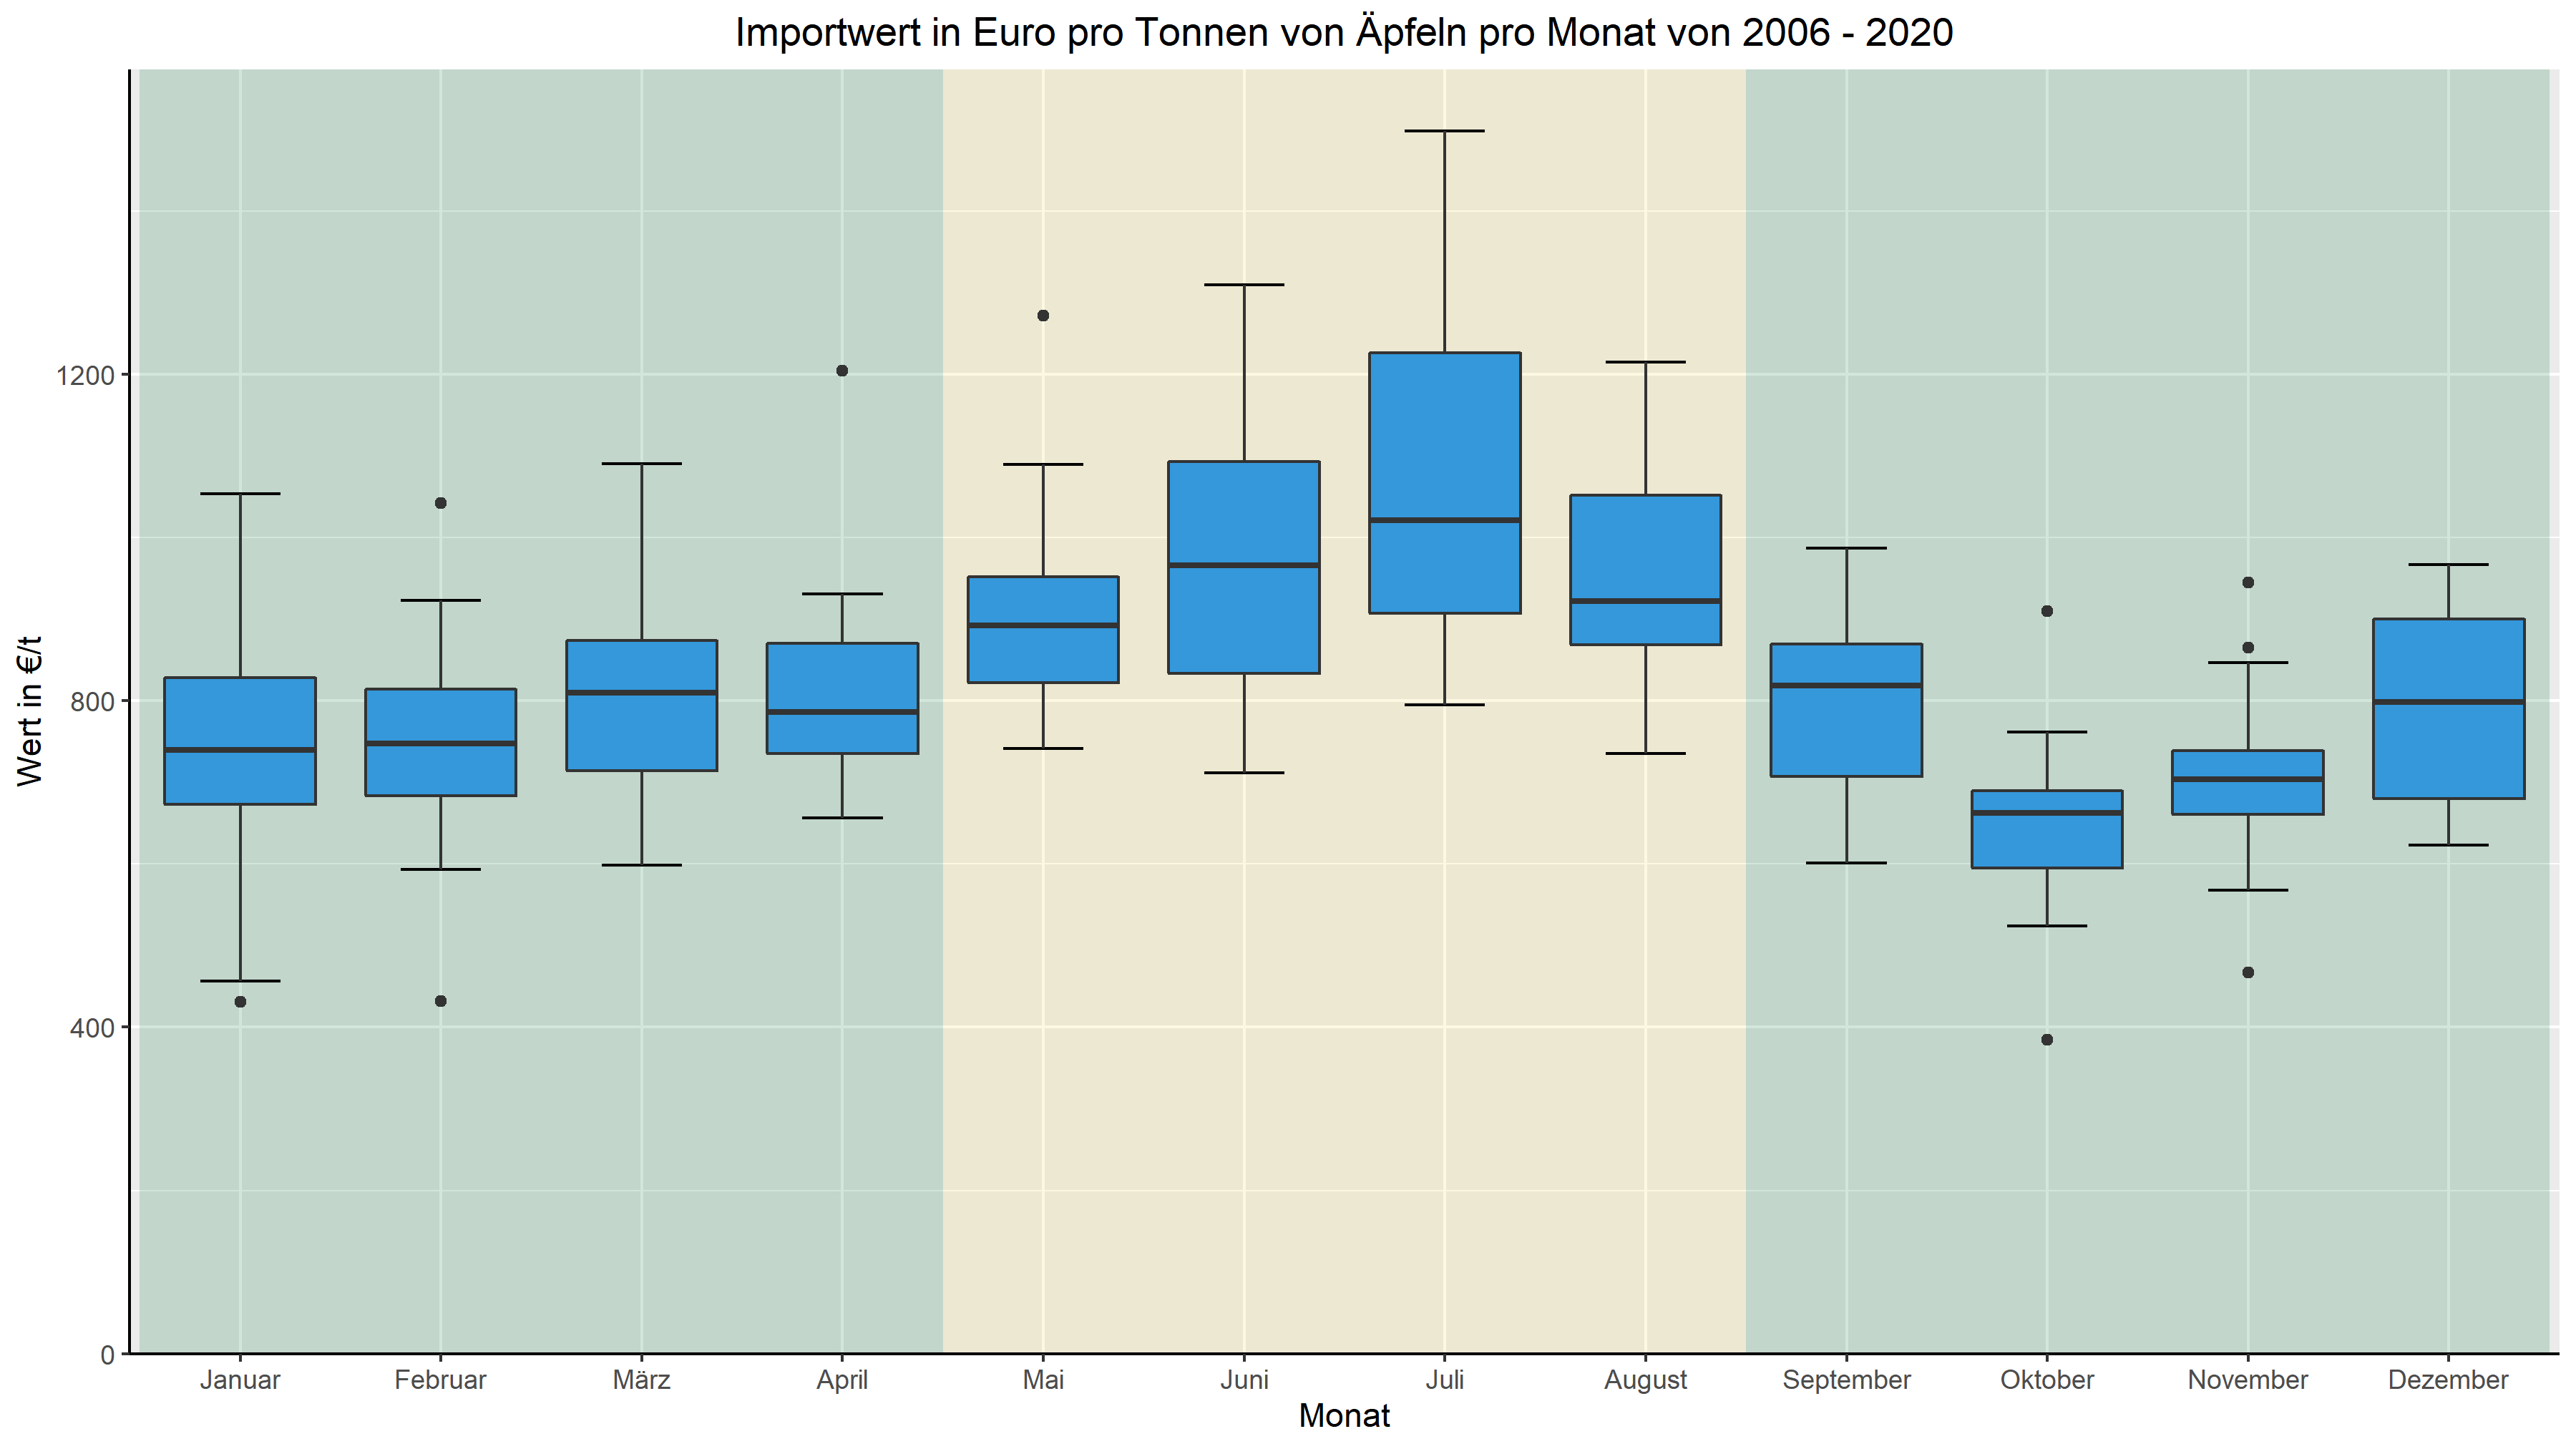 Importwert in Euro pro Tonnen von Äpfeln pro Monat von 2006 - 2020
Wert in €/t
1200
800
400
0
Januar Februar März April Mai Juni Juli August September Oktober November Dezember
Monat